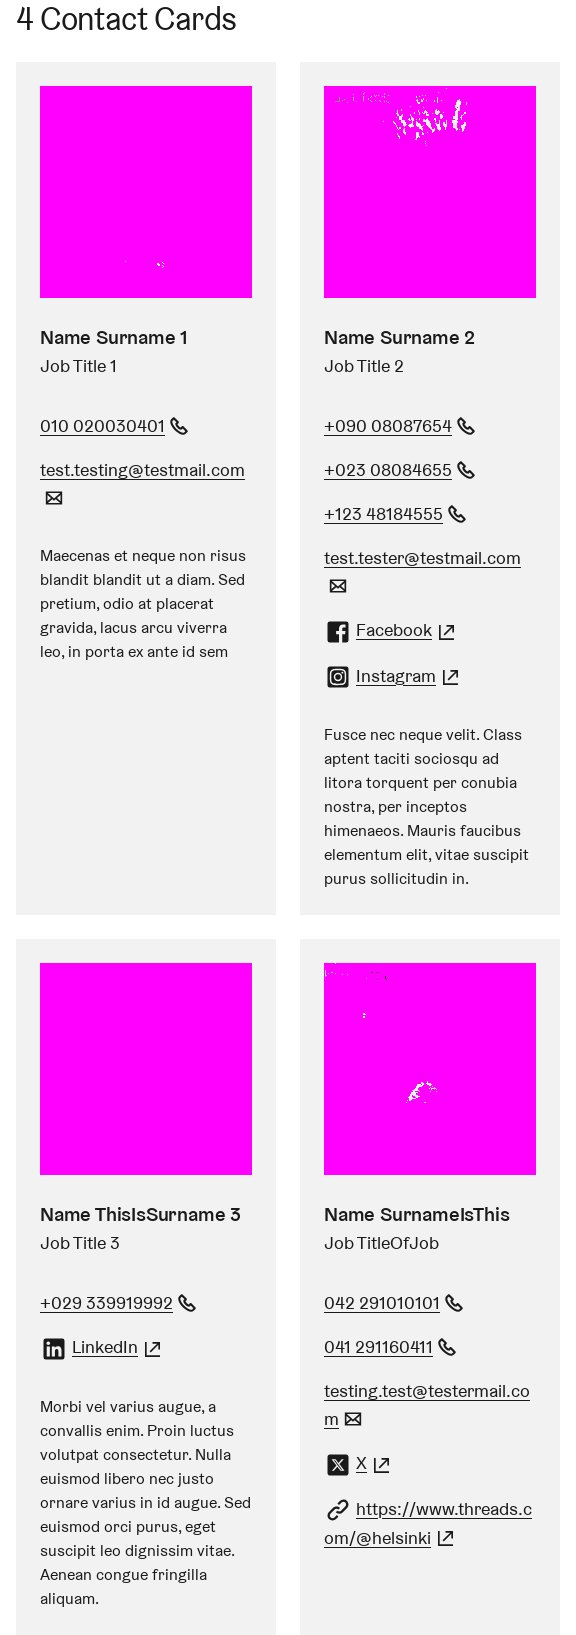 4 Contact Cards
Name Surname 1
Job Title 1
010 020030401
test.testing@testmail.com
Maecenas et neque non risus
blandit blandit ut a diam. Sed
pretium, odio at placerat
gravida, lacus arcu viverra
leo, in porta ex ante id sem
Name Surname 2
Job Title 2
+090 08087654
+023 08084655
+123 48184555
test.tester@testmail.com
Facebook
Instagram
Fusce nec neque velit. Class
aptent taciti sociosqu ad
litora torquent per conubia
nostra, per inceptos
himenaeos. Mauris faucibus
elementum elit, vitae suscipit
purus sollicitudin in.
Name ThisIsSurname 3
Job Title 3
+029 339919992
LinkedIn
Morbi vel varius augue, a
convallis enim. Proin luctus
volutpat consectetur. Nulla
euismod libero nec justo
ornare varius in id augue. Sed
euismod orci purus, eget
suscipit leo dignissim vitae.
Aenean congue fringilla
aliquam.
Name SurnameIsThis
Job TitleOfJob
042 291010101
041 291160411
testing.test@testermail.co
m
X
https://www.threads.c
om/@helsinki